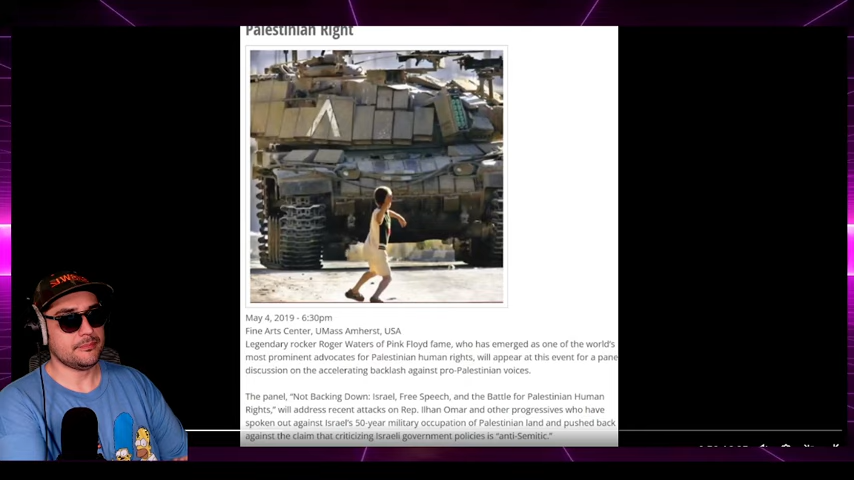 Palestinian Right
May 4, 2019 - 6:30pm
Fine Arts Center, UMass Amherst, USA
Legendary rocker Roger Waters of Pink Floyd fame, who has emerged as one of the world's
most prominent advocates for Palestinian human rights, will appear at this event for a pane
discussion on the accelerating backlash against pro-Palestinian voices.
The panel, "Not Backing Down: Israel, Free Speech, and the Battle for Palestinian Human
Rights," will address recent attacks on Rep. Ilhan Omar and other progressives who have
spoken out against Israel's 50-year military occupation of Palestinian land and pushed back
against the claim that criticizing Israeli government policies is "anti-Semitic."